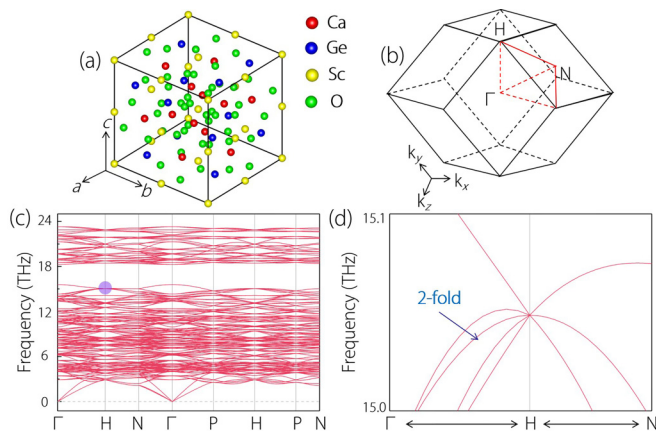 (a)
Ca
Ge
Sc
O
c
a
b
(b)
H
N
Γ
k_y
k_x
k_z
(c)
Frequency (THz)
24
18
12
6
0
Γ H N Γ P H P N
(d)
Frequency (THz)
15.1
15.0
2-fold
Γ H N